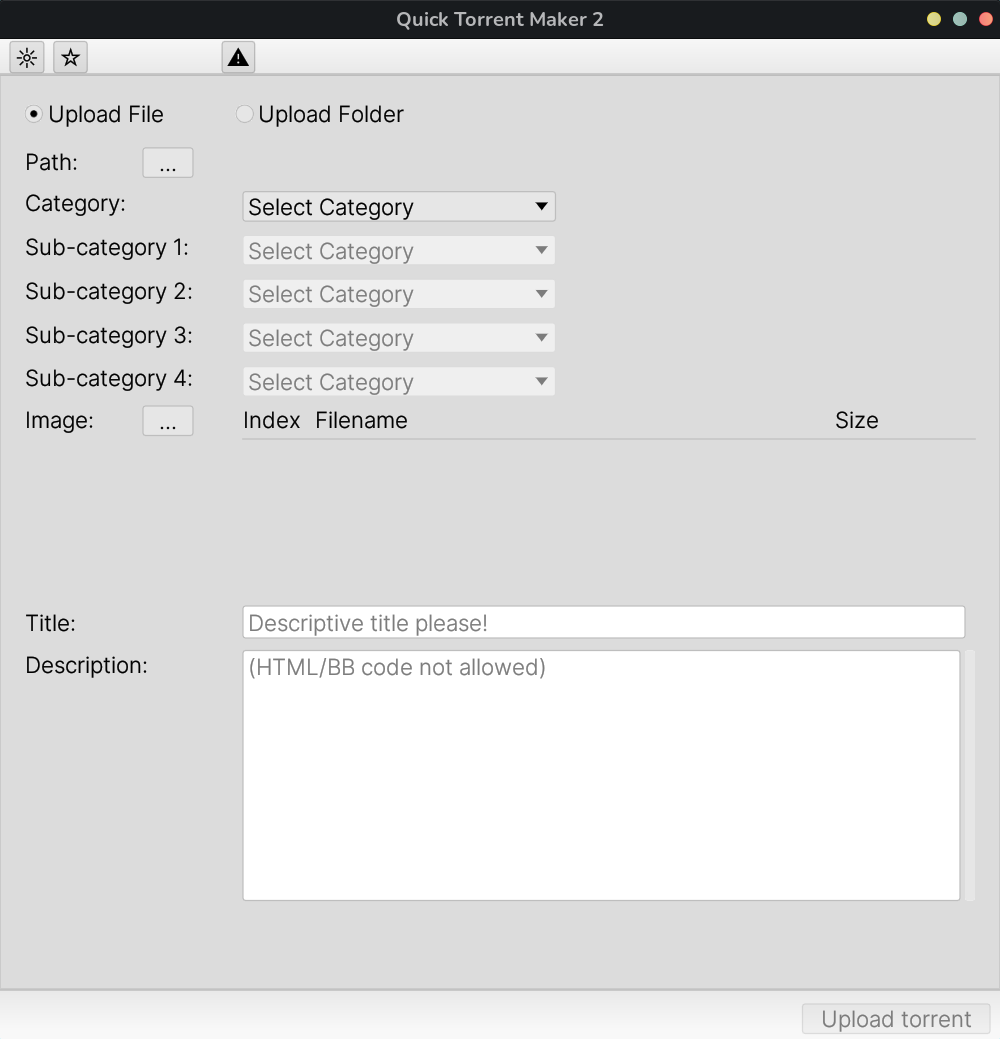 Quick Torrent Maker 2
Upload File Upload Folder
Path: ...
Category: Select Category
Sub-category 1: Select Category
Sub-category 2: Select Category
Sub-category 3: Select Category
Sub-category 4: Select Category
Image: ... Index Filename Size
Title: Descriptive title please!
Description: (HTML/BB code not allowed)
Upload torrent